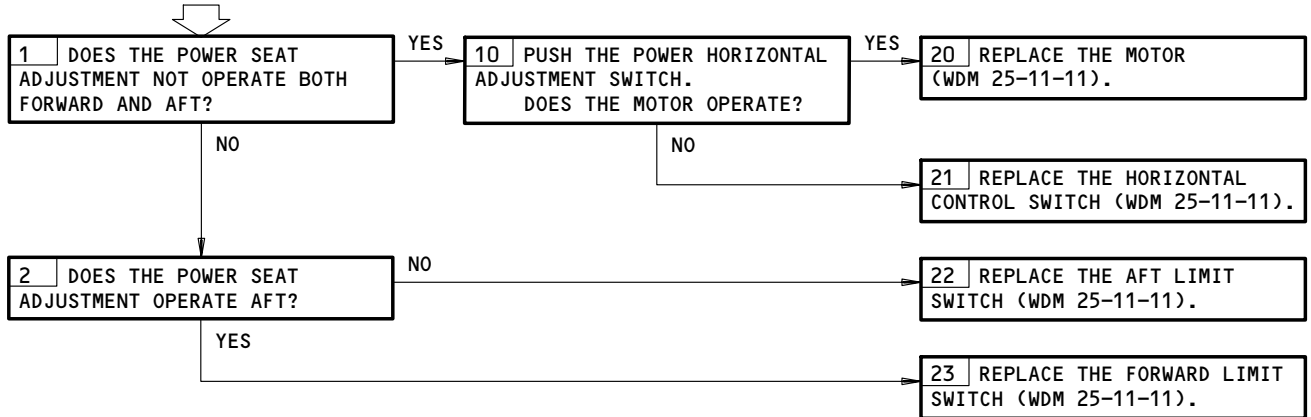 1 DOES THE POWER SEAT
ADJUSTMENT NOT OPERATE BOTH
FORWARD AND AFT?
YES
10 PUSH THE POWER HORIZONTAL
ADJUSTMENT SWITCH.
DOES THE MOTOR OPERATE?
YES
20 REPLACE THE MOTOR
(WDM 25-11-11).
NO
NO
21 REPLACE THE HORIZONTAL
CONTROL SWITCH (WDM 25-11-11).
2 DOES THE POWER SEAT
ADJUSTMENT OPERATE AFT?
NO
22 REPLACE THE AFT LIMIT
SWITCH (WDM 25-11-11).
YES
23 REPLACE THE FORWARD LIMIT
SWITCH (WDM 25-11-11).